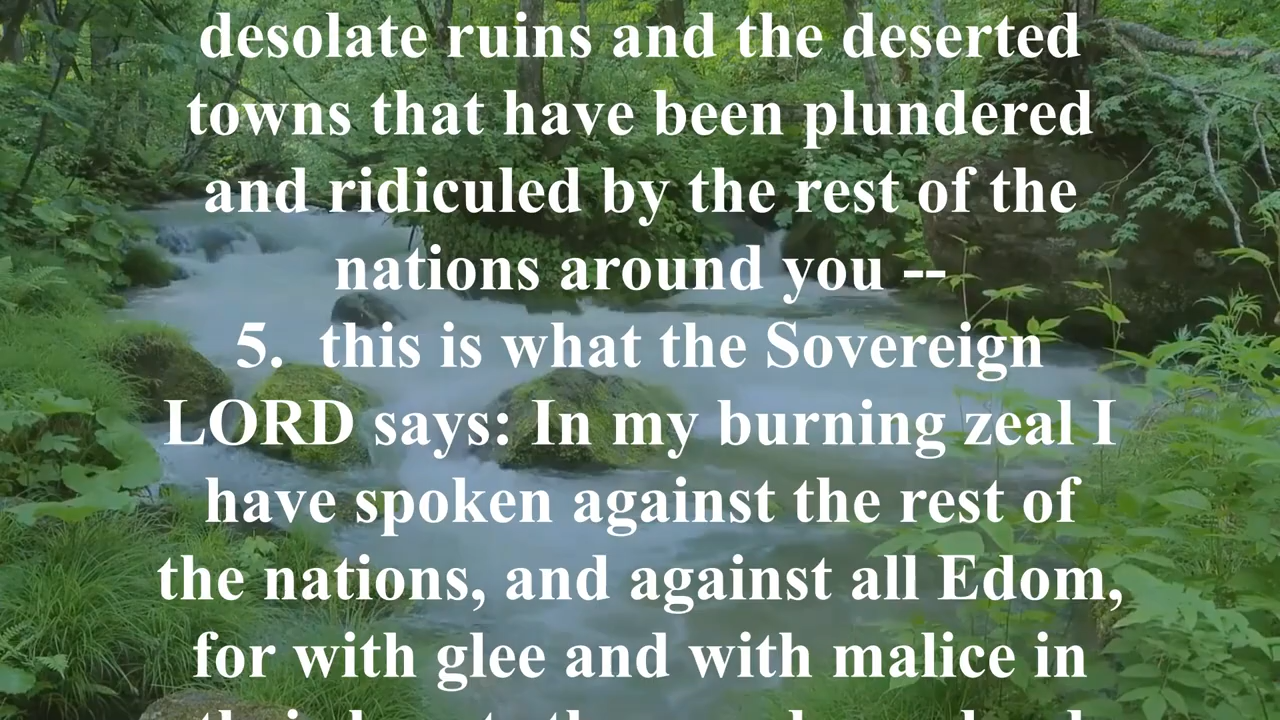 desolate ruins and the deserted
towns that have been plundered
and ridiculed by the rest of the
nations around you --
5.  this is what the Sovereign
LORD says: In my burning zeal I
have spoken against the rest of
the nations, and against all Edom,
for with glee and with malice in